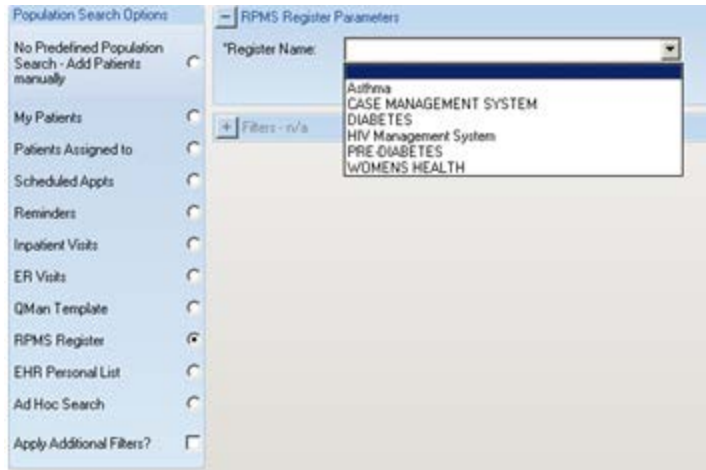 Population Search Options
No Predefined Population
Search - Add Patients
manually
My Patients
Patients Assigned to
Scheduled Appts
Reminders
Inpatient Visits
ER Visits
QMan Template
RPMS Register
EHR Personal List
Ad Hoc Search
Apply Additional Filters?
RPMS Register Parameters
*Register Name:
Asthma
CASE MANAGEMENT SYSTEM
DIABETES
HIV Management System
PRE-DIABETES
WOMENS HEALTH
Filters - n/a